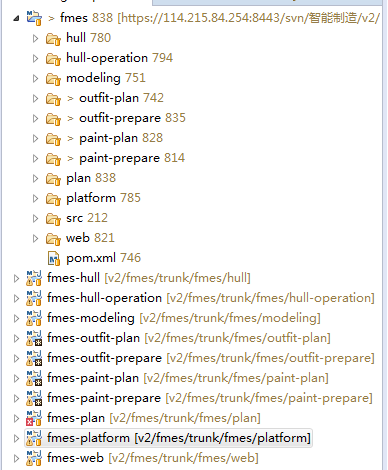 > fmes 838 [https://114.215.84.254:8443/svn/智能制造/v2/
hull 780
hull-operation 794
modeling 751
> outfit-plan 742
> outfit-prepare 835
> paint-plan 828
> paint-prepare 814
plan 838
platform 785
src 212
web 821
pom.xml 746
fmes-hull [v2/fmes/trunk/fmes/hull]
fmes-hull-operation [v2/fmes/trunk/fmes/hull-operation]
fmes-modeling [v2/fmes/trunk/fmes/modeling]
fmes-outfit-plan [v2/fmes/trunk/fmes/outfit-plan]
fmes-outfit-prepare [v2/fmes/trunk/fmes/outfit-prepare]
fmes-paint-plan [v2/fmes/trunk/fmes/paint-plan]
fmes-paint-prepare [v2/fmes/trunk/fmes/paint-prepare]
fmes-plan [v2/fmes/trunk/fmes/plan]
fmes-platform [v2/fmes/trunk/fmes/platform]
fmes-web [v2/fmes/trunk/fmes/web]